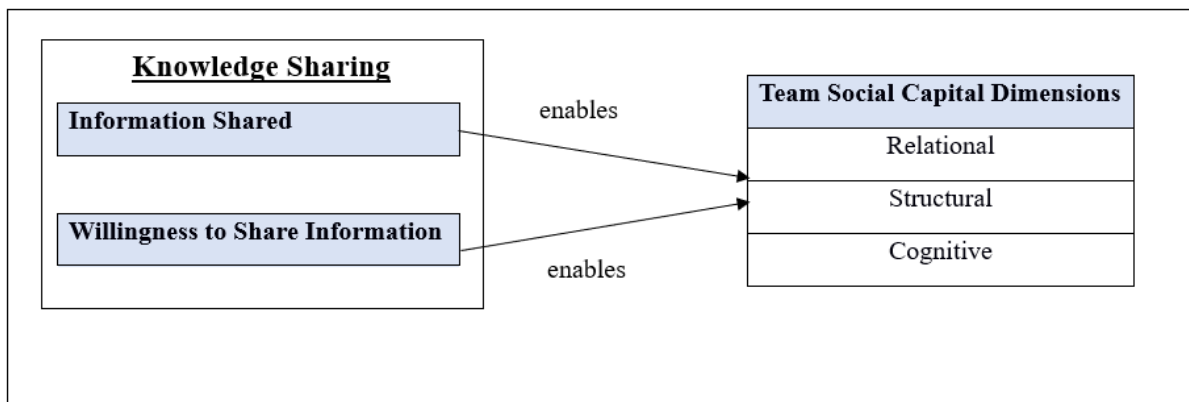 Knowledge Sharing
Information Shared
Willingness to Share Information
enables
enables
Team Social Capital Dimensions
Relational
Structural
Cognitive